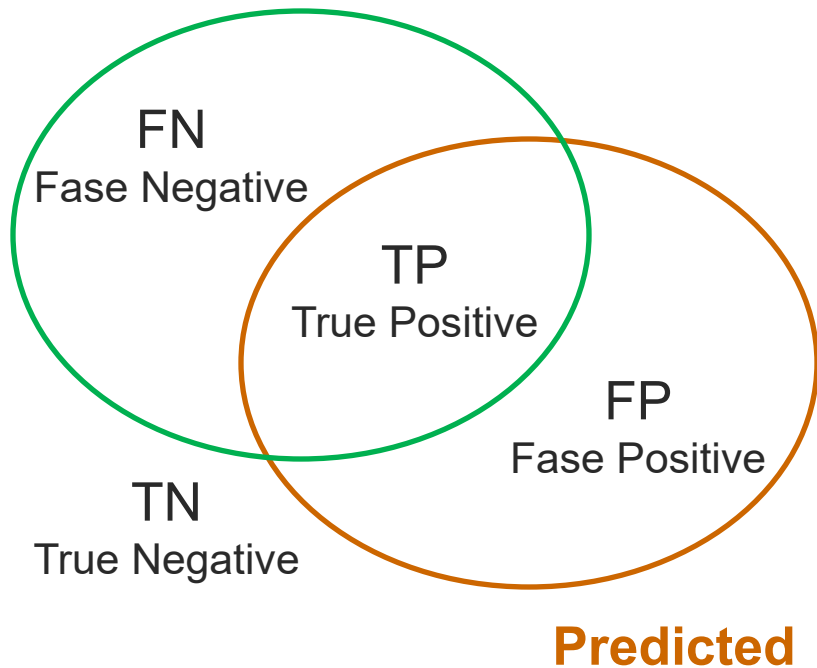 FN
Fase Negative
TP
True Positive
FP
Fase Positive
TN
True Negative
Predicted